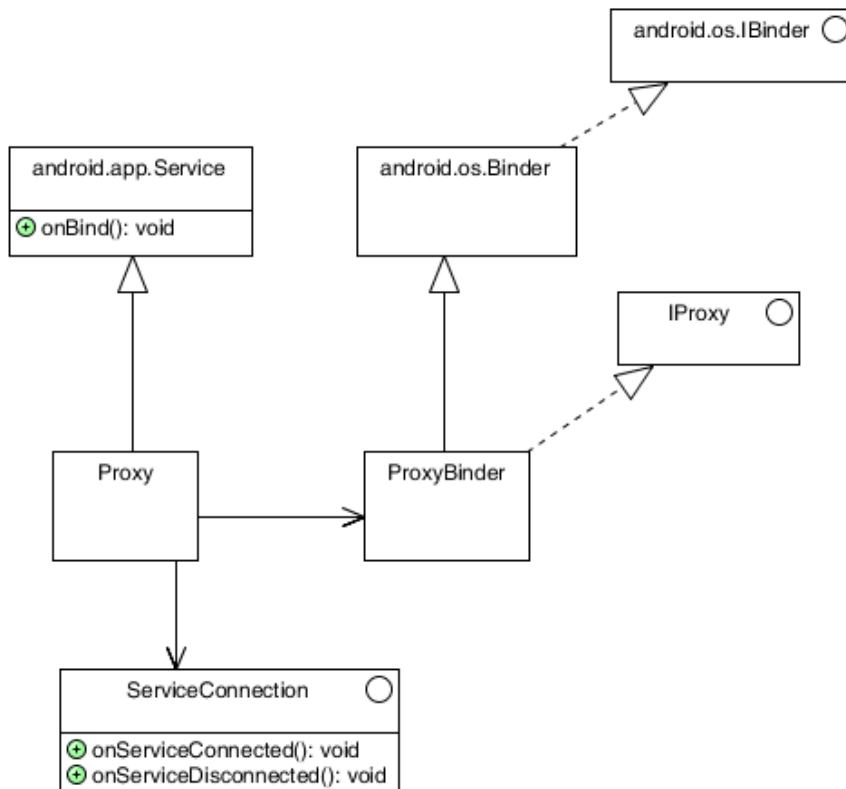 android.os.IBinder
android.app.Service
onBind(): void
android.os.Binder
IProxy
Proxy
ProxyBinder
ServiceConnection
onServiceConnected(): void
onServiceDisconnected(): void